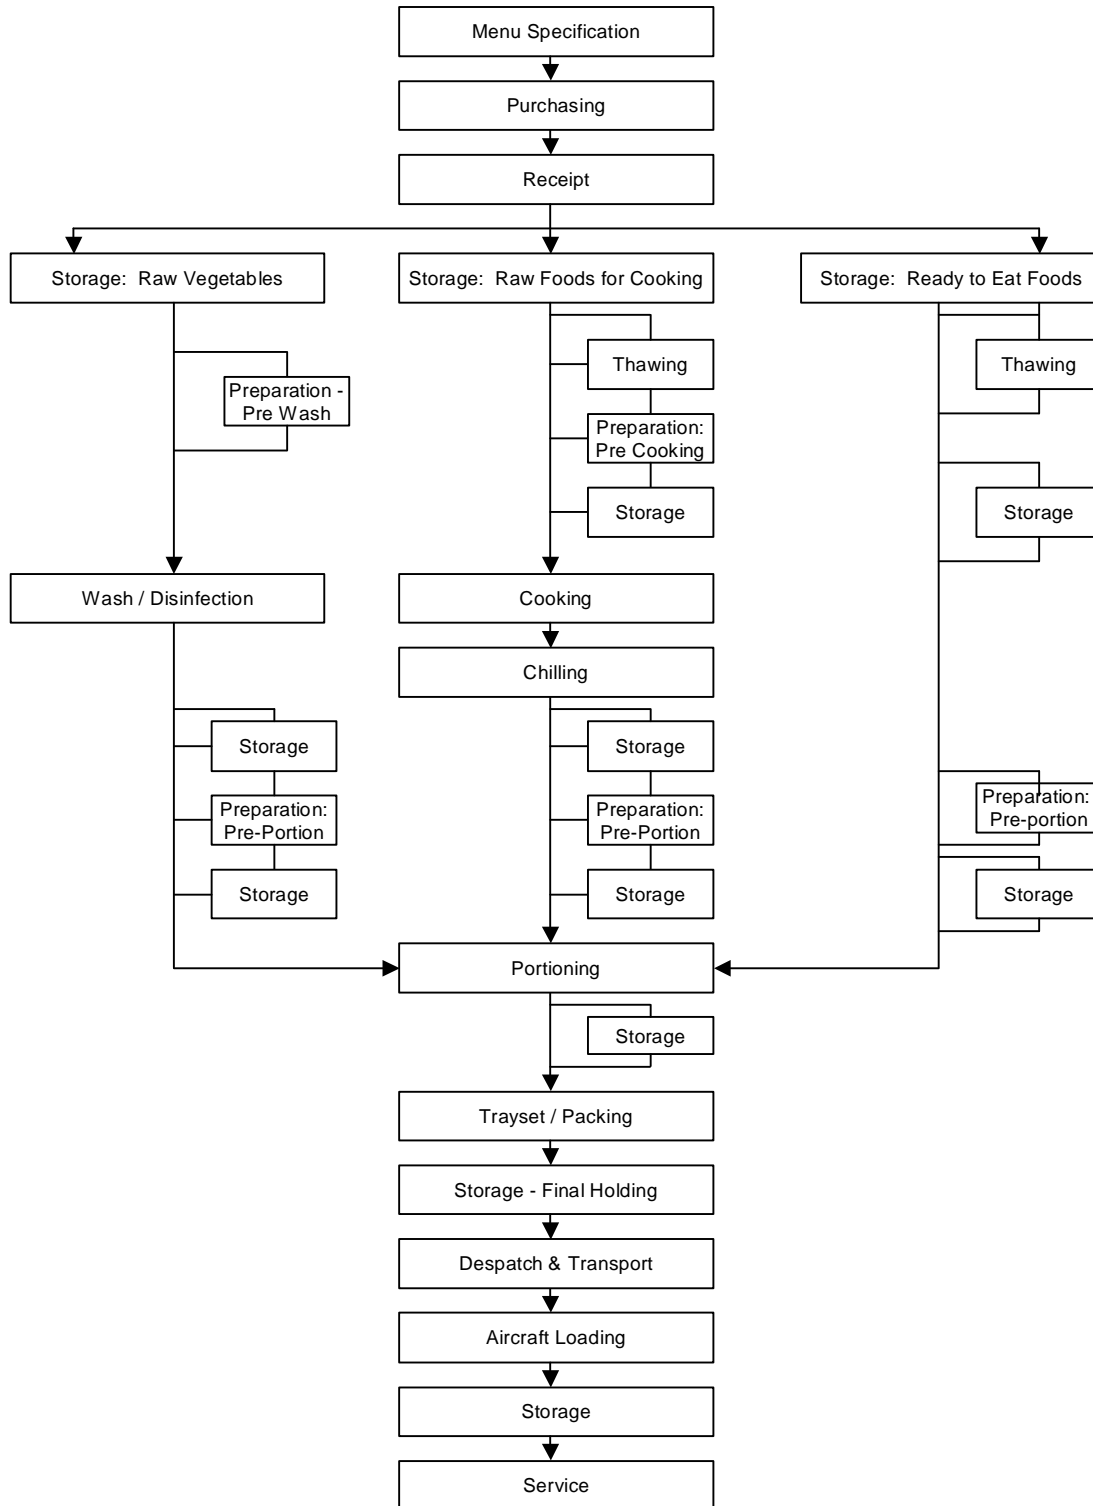 Menu Specification
Purchasing
Receipt
Storage: Raw Vegetables
Storage: Raw Foods for Cooking
Storage: Ready to Eat Foods
Preparation -
Pre Wash
Thawing
Preparation:
Pre Cooking
Storage
Thawing
Storage
Wash / Disinfection
Cooking
Chilling
Storage
Preparation:
Pre-Portion
Storage
Storage
Preparation:
Pre-Portion
Storage
Preparation:
Pre-portion
Storage
Portioning
Storage
Trayset / Packing
Storage - Final Holding
Despatch & Transport
Aircraft Loading
Storage
Service